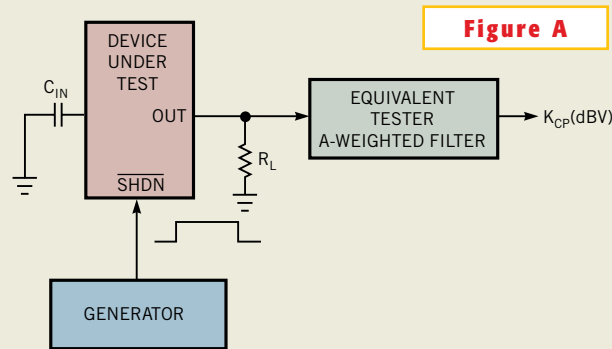 Figure A
DEVICE
UNDER
TEST
C_IN
OUT
SHDN
R_L
EQUIVALENT
TESTER
A-WEIGHTED FILTER
K_CP(dBV)
GENERATOR